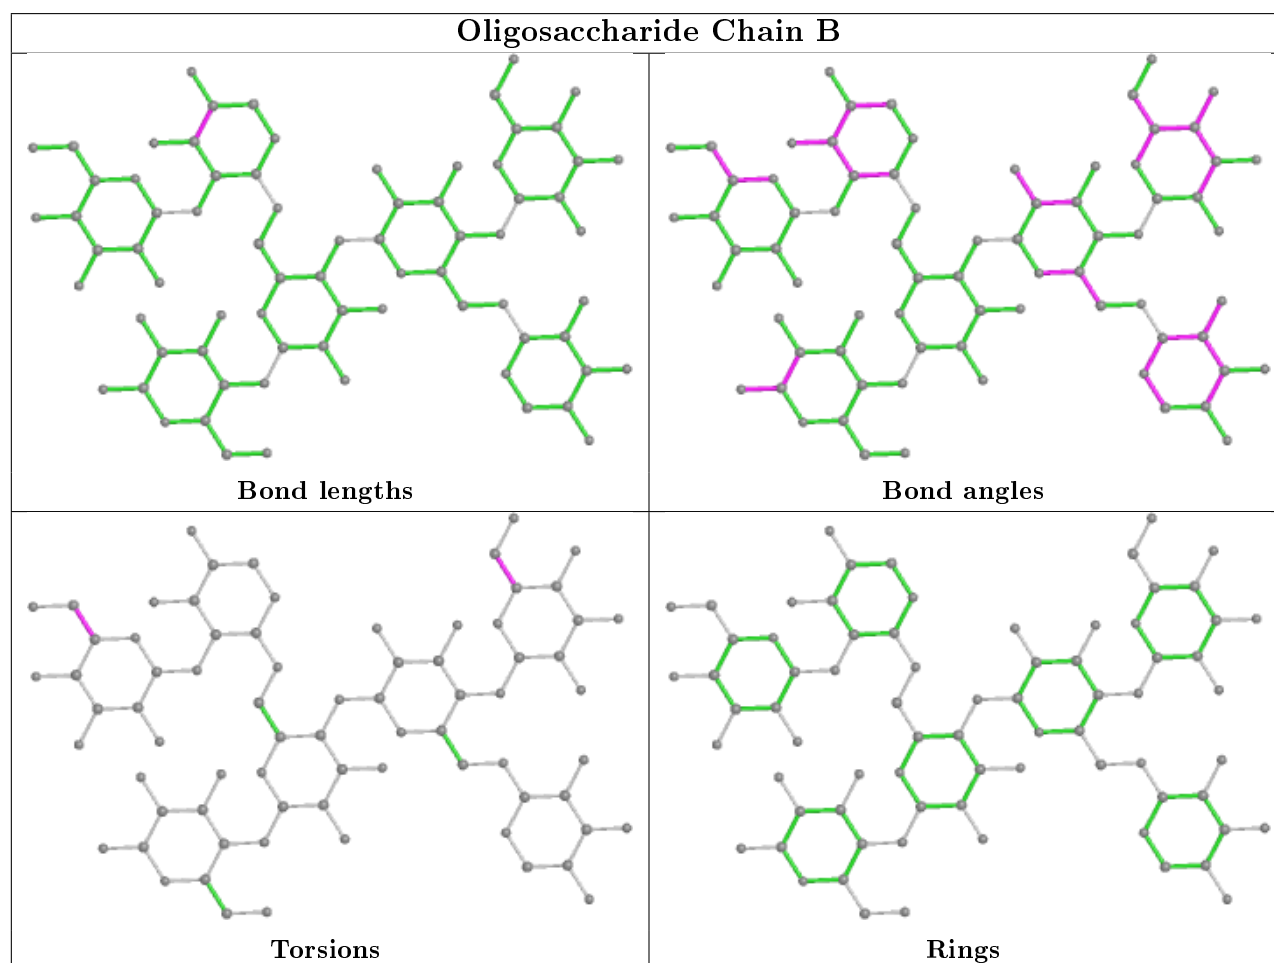 Oligosaccharide Chain B
Bond lengths
Bond angles
Torsions
Rings